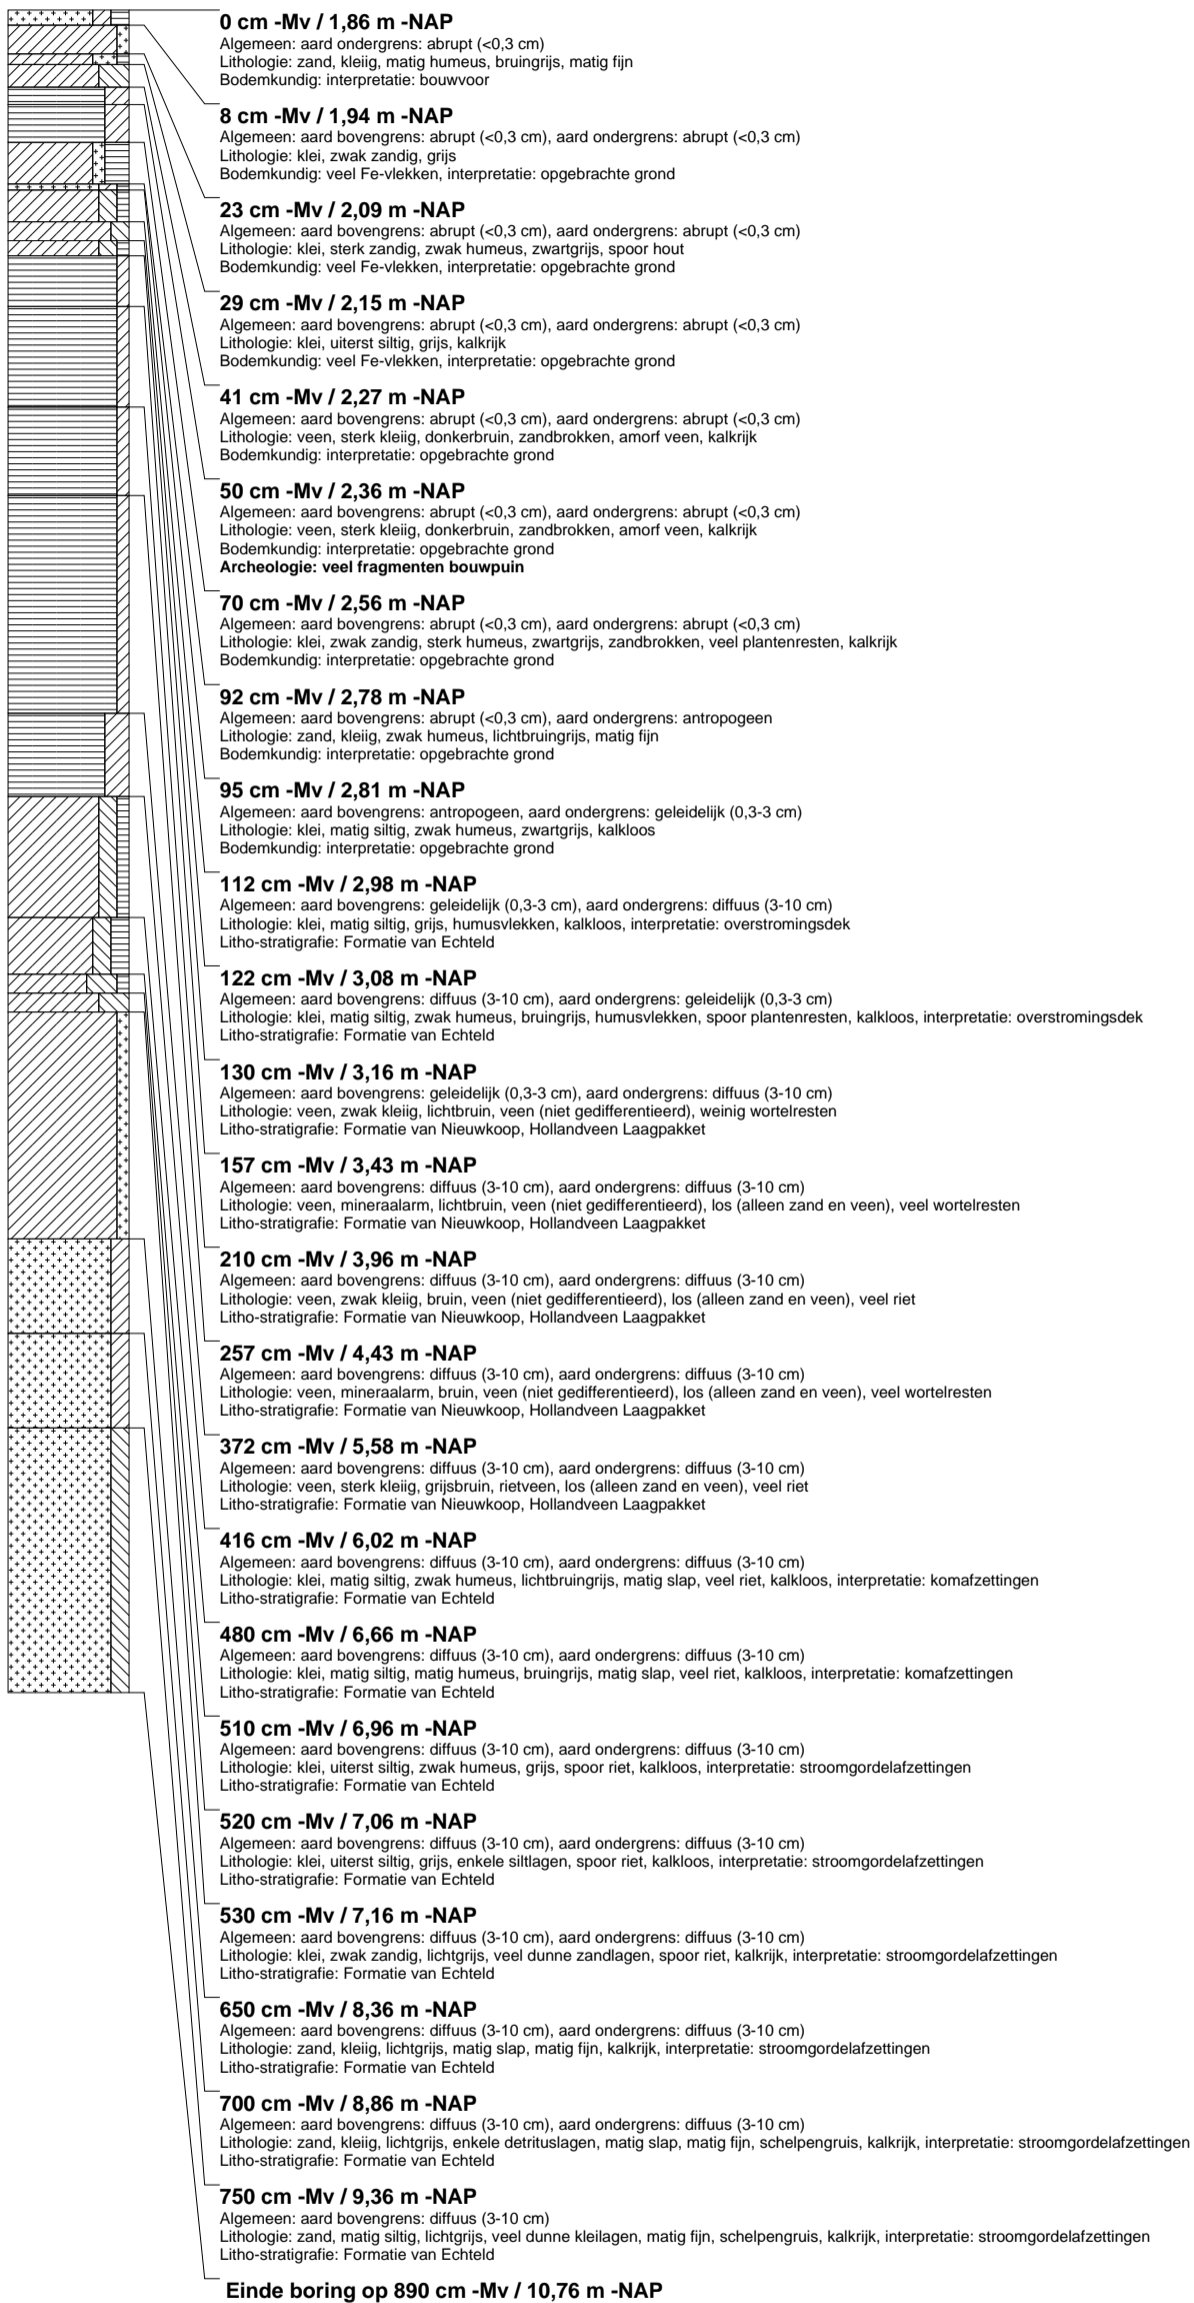 0 cm -Mv / 1,86 m -NAP
Algemeen: aard ondergrens: abrupt (<0,3 cm)
Lithologie: zand, kleiig, matig humeus, bruingrijs, matig fijn
Bodemkundig: interpretatie: bouwvoor
8 cm -Mv / 1,94 m -NAP
Algemeen: aard bovengrens: abrupt (<0,3 cm), aard ondergrens: abrupt (<0,3 cm)
Lithologie: klei, zwak zandig, grijs
Bodemkundig: veel Fe-vlekken, interpretatie: opgebrachte grond
23 cm -Mv / 2,09 m -NAP
Algemeen: aard bovengrens: abrupt (<0,3 cm), aard ondergrens: abrupt (<0,3 cm)
Lithologie: klei, sterk zandig, zwak humeus, zwartgrijs, spoor hout
Bodemkundig: veel Fe-vlekken, interpretatie: opgebrachte grond
29 cm -Mv / 2,15 m -NAP
Algemeen: aard bovengrens: abrupt (<0,3 cm), aard ondergrens: abrupt (<0,3 cm)
Lithologie: klei, uiterst siltig, grijs, kalkrijk
Bodemkundig: veel Fe-vlekken, interpretatie: opgebrachte grond
41 cm -Mv / 2,27 m -NAP
Algemeen: aard bovengrens: abrupt (<0,3 cm), aard ondergrens: abrupt (<0,3 cm)
Lithologie: veen, sterk kleiig, donkerbruin, zandbrokken, amorf veen, kalkrijk
Bodemkundig: interpretatie: opgebrachte grond
50 cm -Mv / 2,36 m -NAP
Algemeen: aard bovengrens: abrupt (<0,3 cm), aard ondergrens: abrupt (<0,3 cm)
Lithologie: veen, sterk kleiig, donkerbruin, zandbrokken, amorf veen, kalkrijk
Bodemkundig: interpretatie: opgebrachte grond
Archeologie: veel fragmenten bouwpuin
70 cm -Mv / 2,56 m -NAP
Algemeen: aard bovengrens: abrupt (<0,3 cm), aard ondergrens: abrupt (<0,3 cm)
Lithologie: klei, zwak zandig, sterk humeus, zwartgrijs, zandbrokken, veel plantenresten, kalkrijk
Bodemkundig: interpretatie: opgebrachte grond
92 cm -Mv / 2,78 m -NAP
Algemeen: aard bovengrens: abrupt (<0,3 cm), aard ondergrens: antropogeen
Lithologie: zand, kleiig, zwak humeus, lichtbruingrijs, matig fijn
Bodemkundig: interpretatie: opgebrachte grond
95 cm -Mv / 2,81 m -NAP
Algemeen: aard bovengrens: antropogeen, aard ondergrens: geleidelijk (0,3-3 cm)
Lithologie: klei, matig siltig, zwak humeus, zwartgrijs, kalkloos
Bodemkundig: interpretatie: opgebrachte grond
112 cm -Mv / 2,98 m -NAP
Algemeen: aard bovengrens: geleidelijk (0,3-3 cm), aard ondergrens: diffuus (3-10 cm)
Lithologie: klei, matig siltig, grijs, humusvlekken, kalkloos, interpretatie: overstromingsdek
Litho-stratigrafie: Formatie van Echteld
122 cm -Mv / 3,08 m -NAP
Algemeen: aard bovengrens: diffuus (3-10 cm), aard ondergrens: geleidelijk (0,3-3 cm)
Lithologie: klei, matig siltig, zwak humeus, bruingrijs, humusvlekken, spoor plantenresten, kalkloos, interpretatie: overstromingsdek
Litho-stratigrafie: Formatie van Echteld
130 cm -Mv / 3,16 m -NAP
Algemeen: aard bovengrens: geleidelijk (0,3-3 cm), aard ondergrens: diffuus (3-10 cm)
Lithologie: veen, zwak kleiig, lichtbruin, veen (niet gedifferentieerd), weinig wortelresten
Litho-stratigrafie: Formatie van Nieuwkoop, Hollandveen Laagpakket
157 cm -Mv / 3,43 m -NAP
Algemeen: aard bovengrens: diffuus (3-10 cm), aard ondergrens: diffuus (3-10 cm)
Lithologie: veen, mineraalarm, lichtbruin, veen (niet gedifferentieerd), los (alleen zand en veen), veel wortelresten
Litho-stratigrafie: Formatie van Nieuwkoop, Hollandveen Laagpakket
210 cm -Mv / 3,96 m -NAP
Algemeen: aard bovengrens: diffuus (3-10 cm), aard ondergrens: diffuus (3-10 cm)
Lithologie: veen, zwak kleiig, bruin, veen (niet gedifferentieerd), los (alleen zand en veen), veel riet
Litho-stratigrafie: Formatie van Nieuwkoop, Hollandveen Laagpakket
257 cm -Mv / 4,43 m -NAP
Algemeen: aard bovengrens: diffuus (3-10 cm), aard ondergrens: diffuus (3-10 cm)
Lithologie: veen, mineraalarm, bruin, veen (niet gedifferentieerd), los (alleen zand en veen), veel wortelresten
Litho-stratigrafie: Formatie van Nieuwkoop, Hollandveen Laagpakket
372 cm -Mv / 5,58 m -NAP
Algemeen: aard bovengrens: diffuus (3-10 cm), aard ondergrens: diffuus (3-10 cm)
Lithologie: veen, sterk kleiig, grijsbruin, rietveen, los (alleen zand en veen), veel riet
Litho-stratigrafie: Formatie van Nieuwkoop, Hollandveen Laagpakket
416 cm -Mv / 6,02 m -NAP
Algemeen: aard bovengrens: diffuus (3-10 cm), aard ondergrens: diffuus (3-10 cm)
Lithologie: klei, matig siltig, zwak humeus, lichtbruingrijs, matig slap, veel riet, kalkloos, interpretatie: komafzettingen
Litho-stratigrafie: Formatie van Echteld
480 cm -Mv / 6,66 m -NAP
Algemeen: aard bovengrens: diffuus (3-10 cm), aard ondergrens: diffuus (3-10 cm)
Lithologie: klei, matig siltig, matig humeus, bruingrijs, matig slap, veel riet, kalkloos, interpretatie: komafzettingen
Litho-stratigrafie: Formatie van Echteld
510 cm -Mv / 6,96 m -NAP
Algemeen: aard bovengrens: diffuus (3-10 cm), aard ondergrens: diffuus (3-10 cm)
Lithologie: klei, uiterst siltig, zwak humeus, grijs, spoor riet, kalkloos, interpretatie: stroomgordelafzettingen
Litho-stratigrafie: Formatie van Echteld
520 cm -Mv / 7,06 m -NAP
Algemeen: aard bovengrens: diffuus (3-10 cm), aard ondergrens: diffuus (3-10 cm)
Lithologie: klei, uiterst siltig, grijs, enkele siltlagen, spoor riet, kalkloos, interpretatie: stroomgordelafzettingen
Litho-stratigrafie: Formatie van Echteld
530 cm -Mv / 7,16 m -NAP
Algemeen: aard bovengrens: diffuus (3-10 cm), aard ondergrens: diffuus (3-10 cm)
Lithologie: klei, zwak zandig, lichtgrijs, veel dunne zandlagen, spoor riet, kalkrijk, interpretatie: stroomgordelafzettingen
Litho-stratigrafie: Formatie van Echteld
650 cm -Mv / 8,36 m -NAP
Algemeen: aard bovengrens: diffuus (3-10 cm), aard ondergrens: diffuus (3-10 cm)
Lithologie: zand, kleiig, lichtgrijs, matig slap, matig fijn, kalkrijk, interpretatie: stroomgordelafzettingen
Litho-stratigrafie: Formatie van Echteld
700 cm -Mv / 8,86 m -NAP
Algemeen: aard bovengrens: diffuus (3-10 cm), aard ondergrens: diffuus (3-10 cm)
Lithologie: zand, kleiig, lichtgrijs, enkele detrituslagen, matig slap, matig fijn, schelpengruis, kalkrijk, interpretatie: stroomgordelafzettingen
Litho-stratigrafie: Formatie van Echteld
750 cm -Mv / 9,36 m -NAP
Algemeen: aard bovengrens: diffuus (3-10 cm)
Lithologie: zand, matig siltig, lichtgrijs, veel dunne kleilagen, matig fijn, schelpengruis, kalkrijk, interpretatie: stroomgordelafzettingen
Litho-stratigrafie: Formatie van Echteld
Einde boring op 890 cm -Mv / 10,76 m -NAP